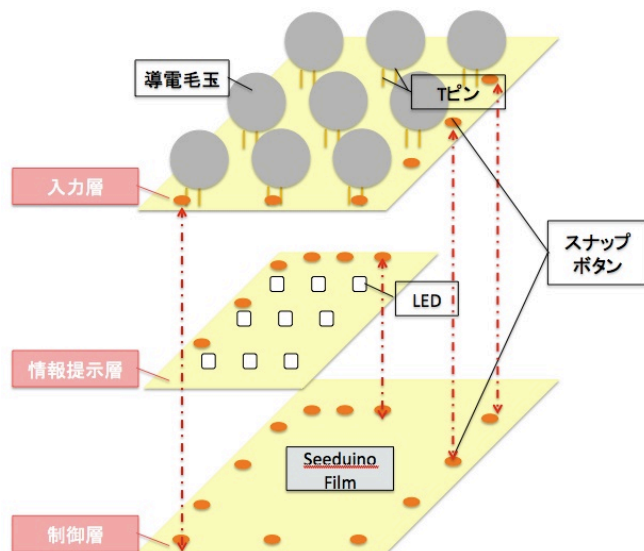 導電毛玉
Tピン
入力層
スナップ
ボタン
LED
情報提示層
Seeduino
Film
制御層